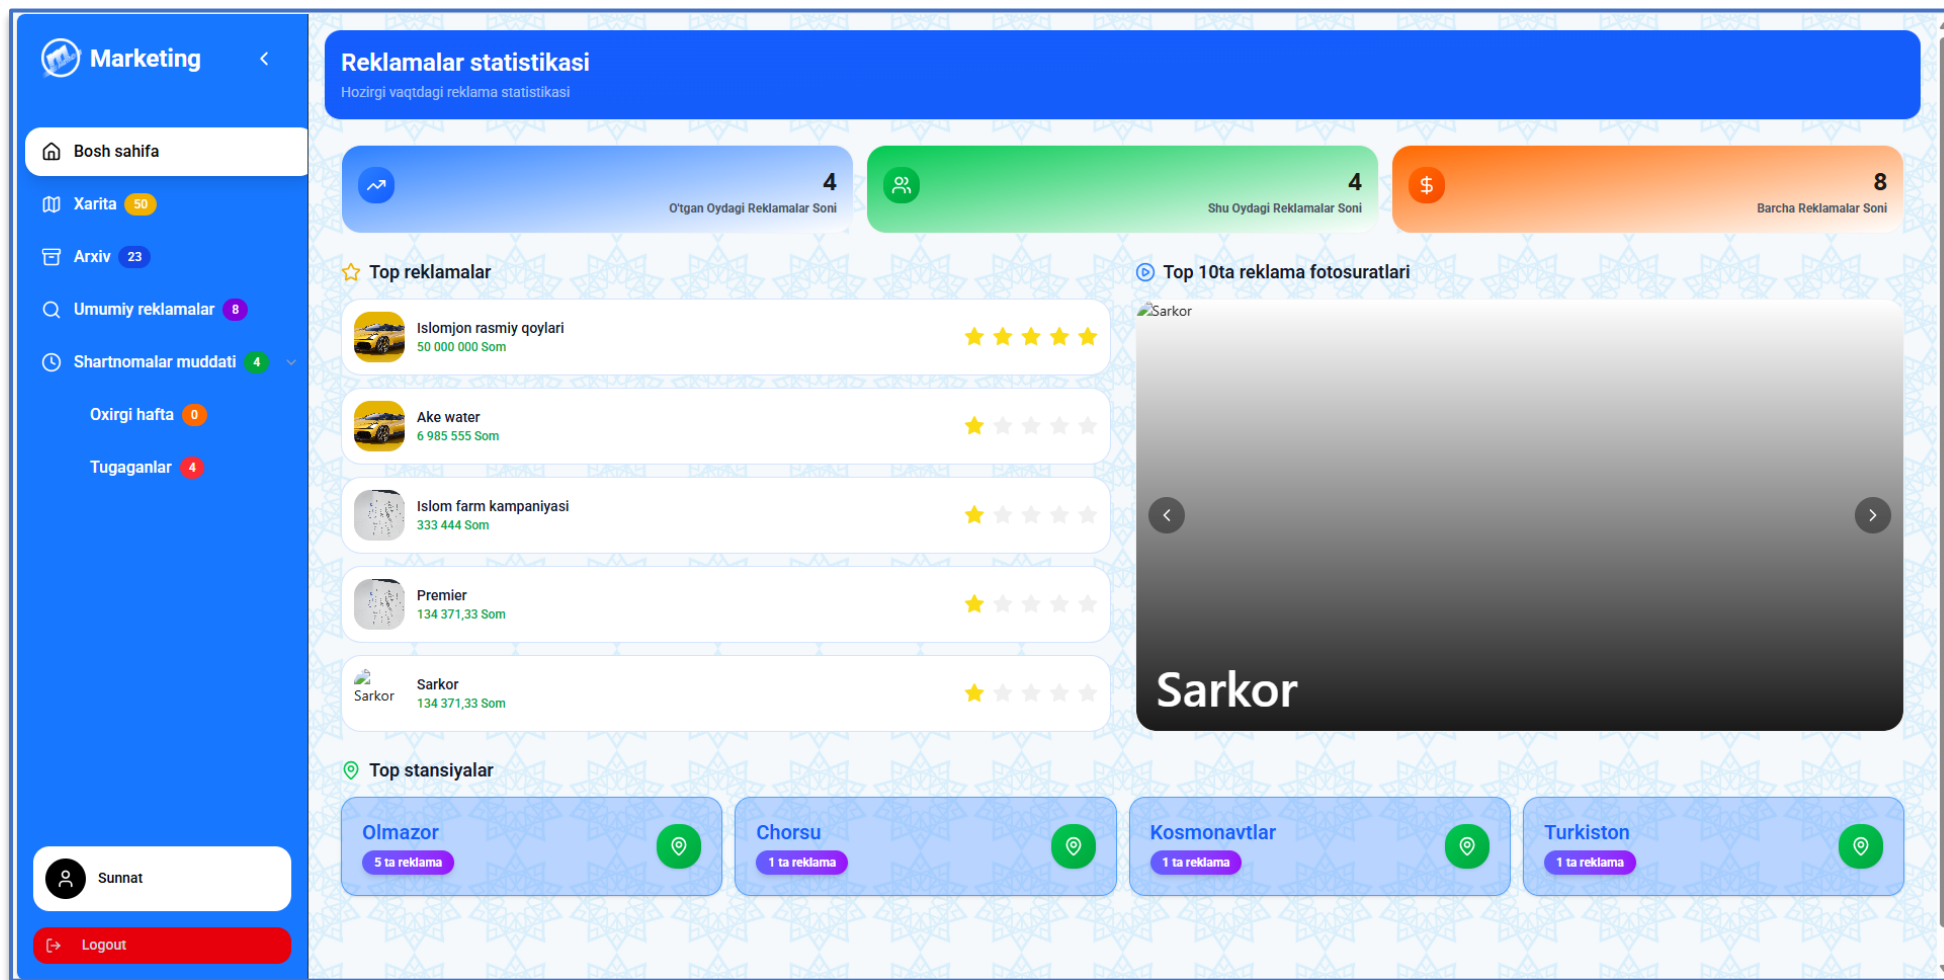 Marketing
Bosh sahifa
Xarita 50
Arxiv 23
Umumiy reklamalar 8
Shartnomalar muddati 4
Oxirgi hafta 0
Tugaganlar 4
Sunnat
Logout
Reklamalar statistikasi
Hozirgi vaqtdagi reklama statistikasi
4
O'tgan Oydagi Reklamalar Soni
4
Shu Oydagi Reklamalar Soni
8
Barcha Reklamalar Soni
Top reklamalar
Islomjon rasmiy qoylari
50 000 000 Som
Ake water
6 985 555 Som
Islom farm kampaniyasi
333 444 Som
Premier
134 371,33 Som
Sarkor
Sarkor
134 371,33 Som
Top 10ta reklama fotosuratlari
Sarkor
Sarkor
Top stansiyalar
Olmazor
5 ta reklama
Chorsu
1 ta reklama
Kosmonavtlar
1 ta reklama
Turkiston
1 ta reklama